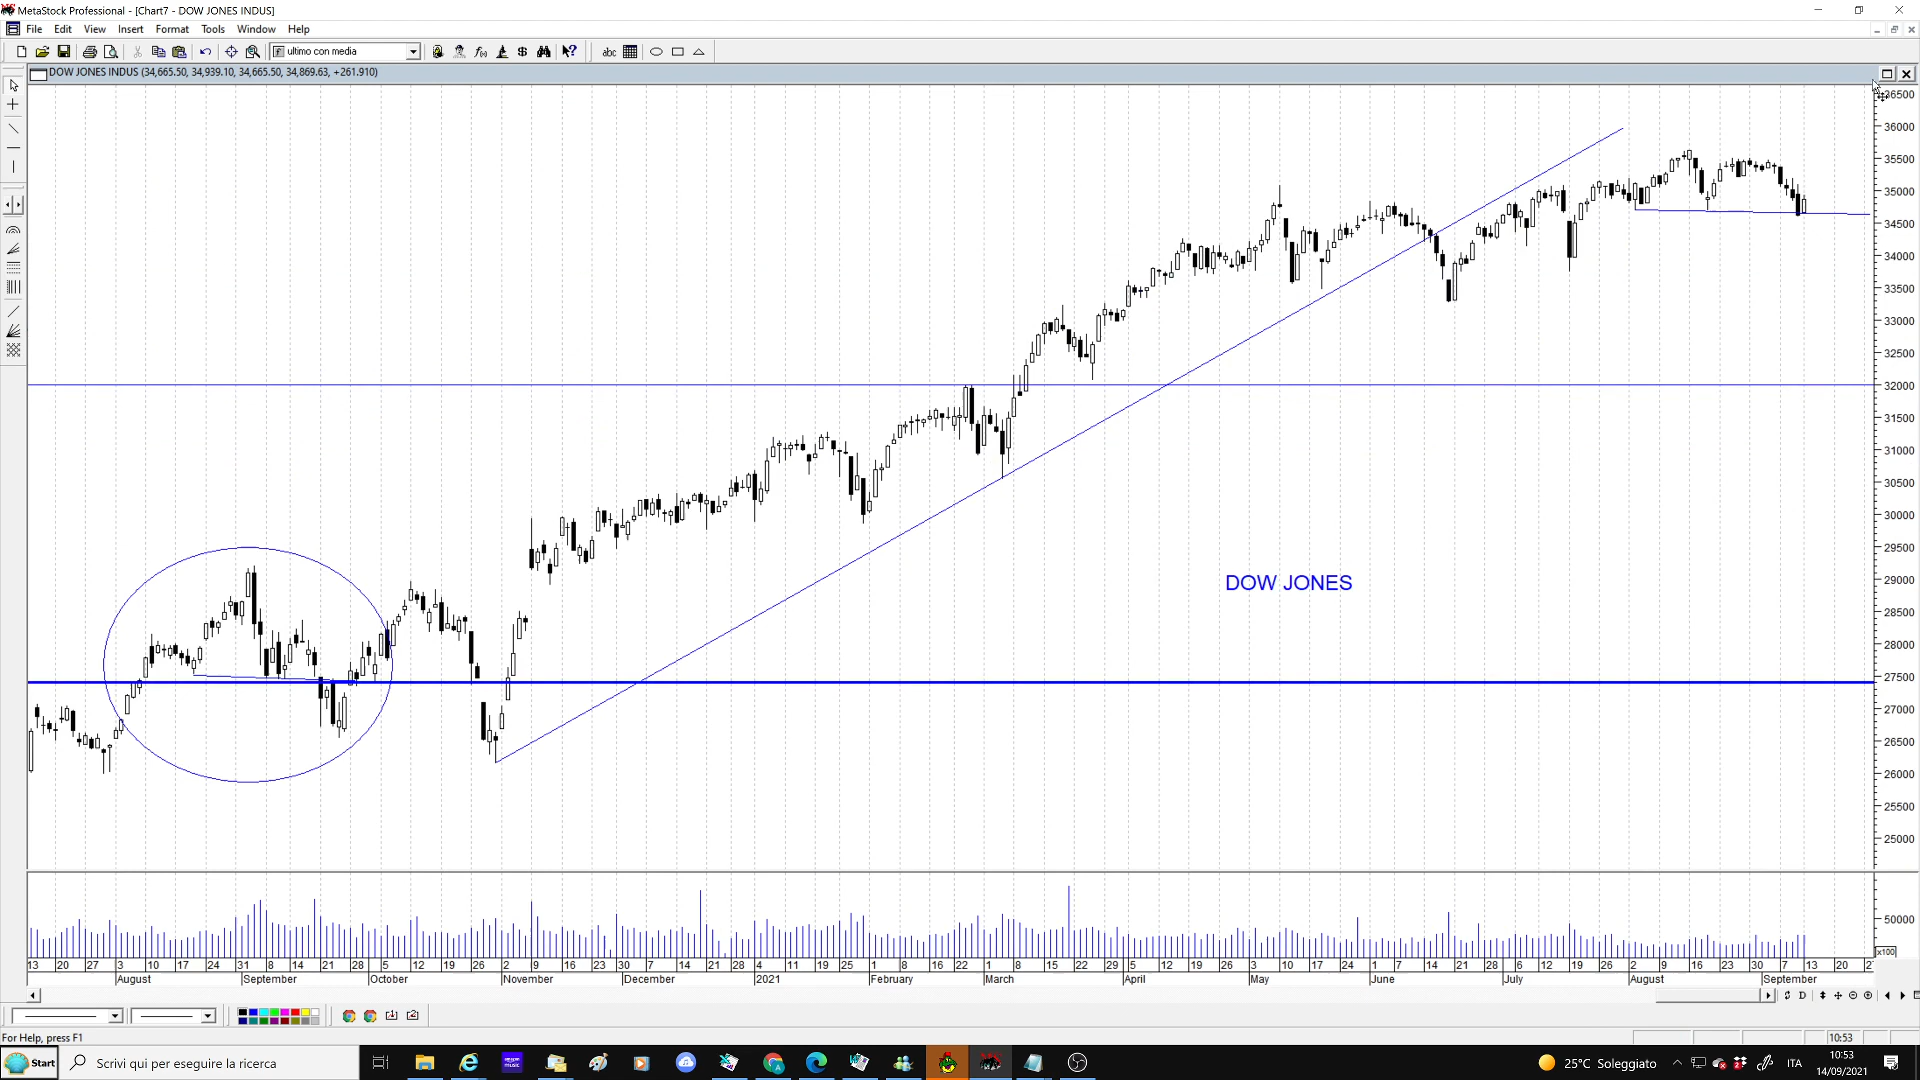 MetaStock Professional - [Chart7 - DOW JONES INDUS]
File Edit View Insert Format Tools Window Help
ultimo con media
abc
DOW JONES INDUS (34,665.50, 34,939.10, 34,665.50, 34,869.63, +261.910)
36500
36000
35500
35000
34500
34000
33500
33000
32500
32000
31500
31000
30500
30000
29500
29000
28500
28000
27500
27000
26500
26000
25500
25000
DOW JONES
50000
x100
13 20 27 3 10 17 24 31 8 14 21 28 5 12 19 26 2 9 16 23 30 7 14 21 28 4 11 19 25 1 8 16 22 1 8 15 22 29 5 12 19 26 3 10 17 24 1 7 14 21 28 6 12 19 26 2 9 16 23 30 7 13 20 27
August September October November December 2021 February March April May June July August September
D
For Help, press F1
10:53
Start
Scrivi qui per eseguire la ricerca
amazon music
25°C Soleggiato
ITA
10:53
14/09/2021